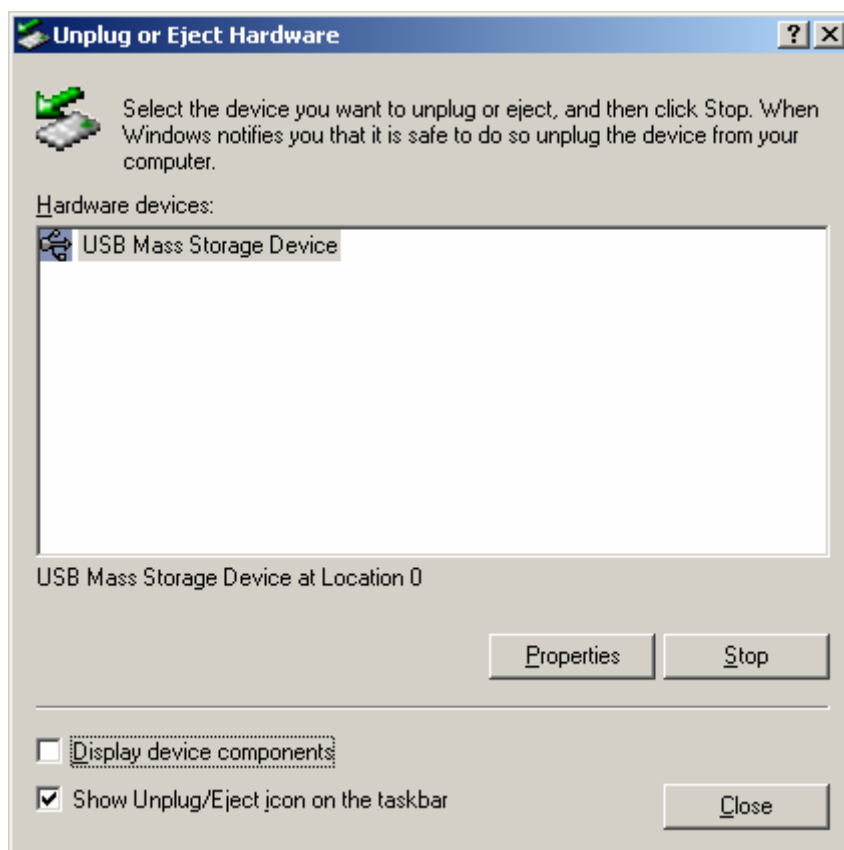 Unplug or Eject Hardware
Select the device you want to unplug or eject, and then click Stop. When
Windows notifies you that it is safe to do so unplug the device from your
computer.
Hardware devices:
USB Mass Storage Device
USB Mass Storage Device at Location 0
Properties Stop
Display device components
Show Unplug/Eject icon on the taskbar
Close